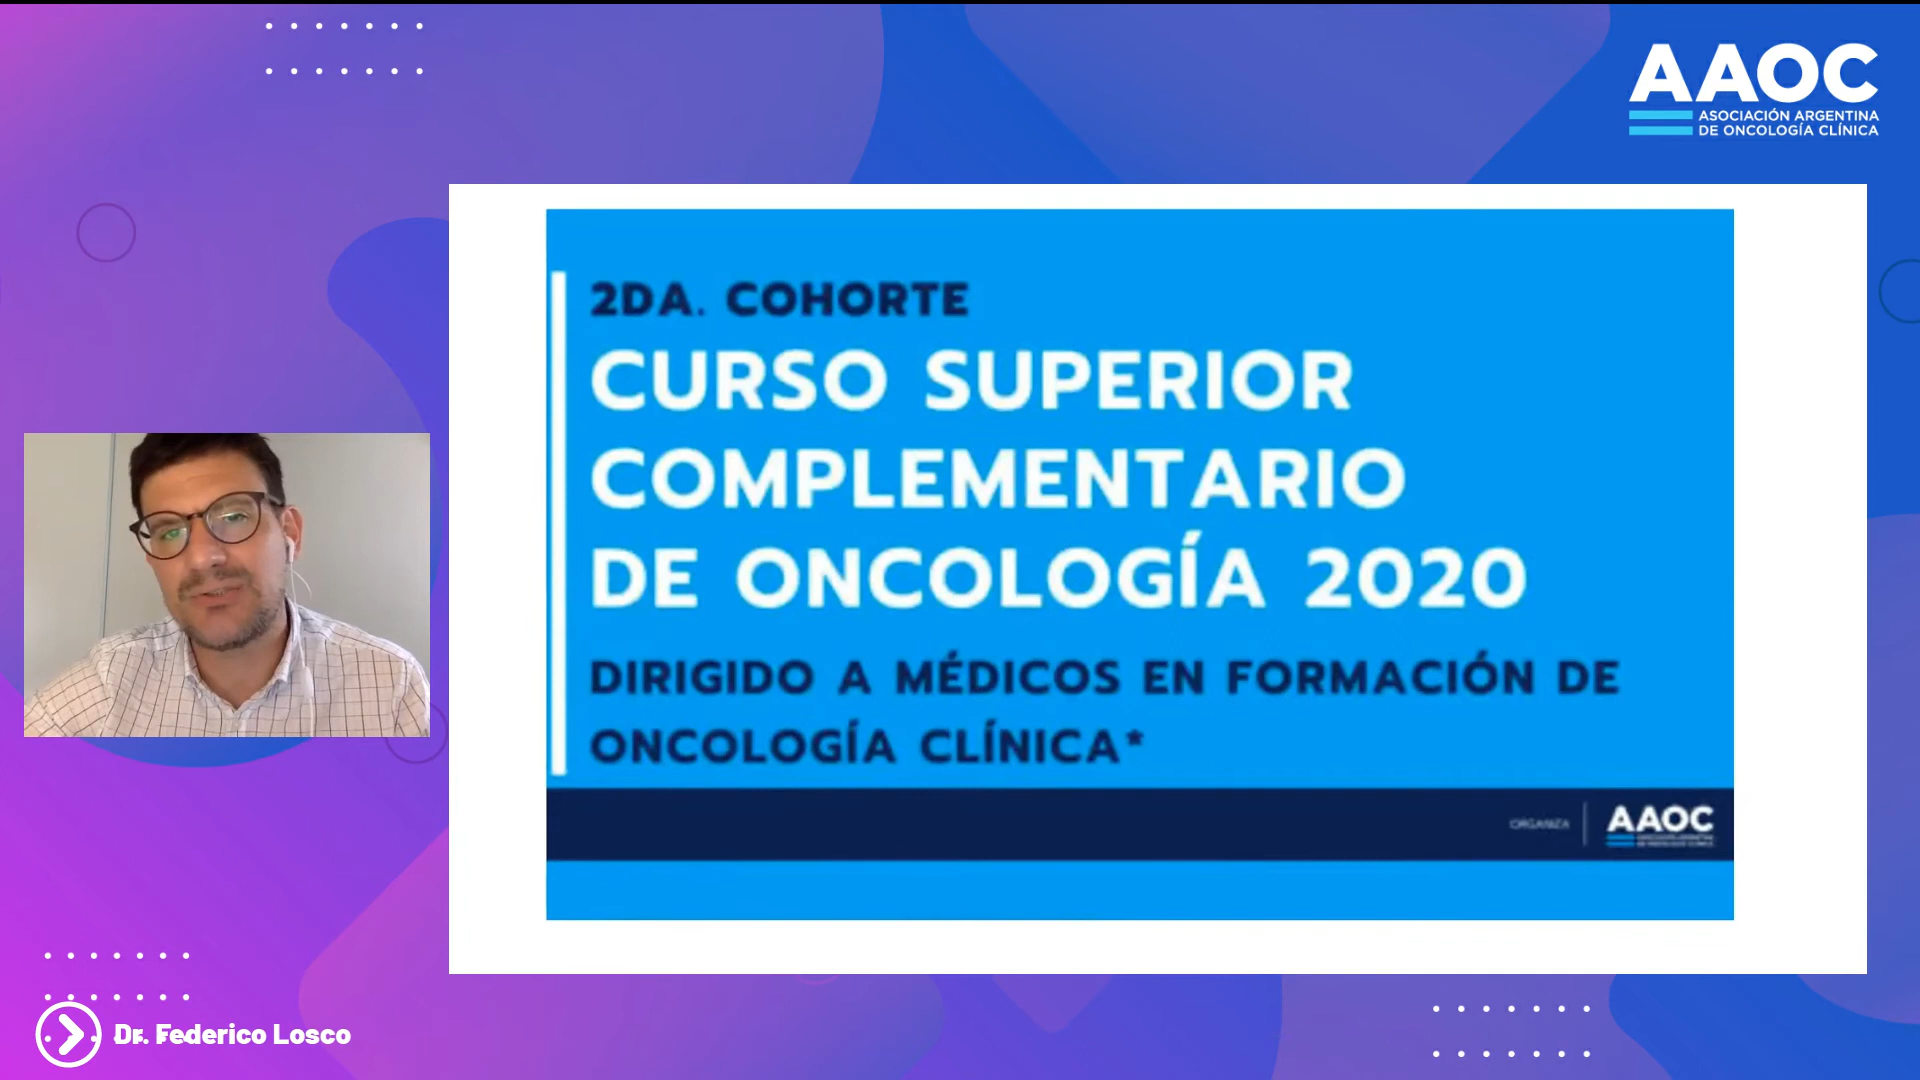 AAOC
ASOCIACIÓN ARGENTINA
DE ONCOLOGÍA CLÍNICA
2DA. COHORTE
CURSO SUPERIOR
COMPLEMENTARIO
DE ONCOLOGÍA 2020
DIRIGIDO A MÉDICOS EN FORMACIÓN DE
ONCOLOGÍA CLÍNICA*
ORGANIZA
AAOC
Dr. Federico Losco